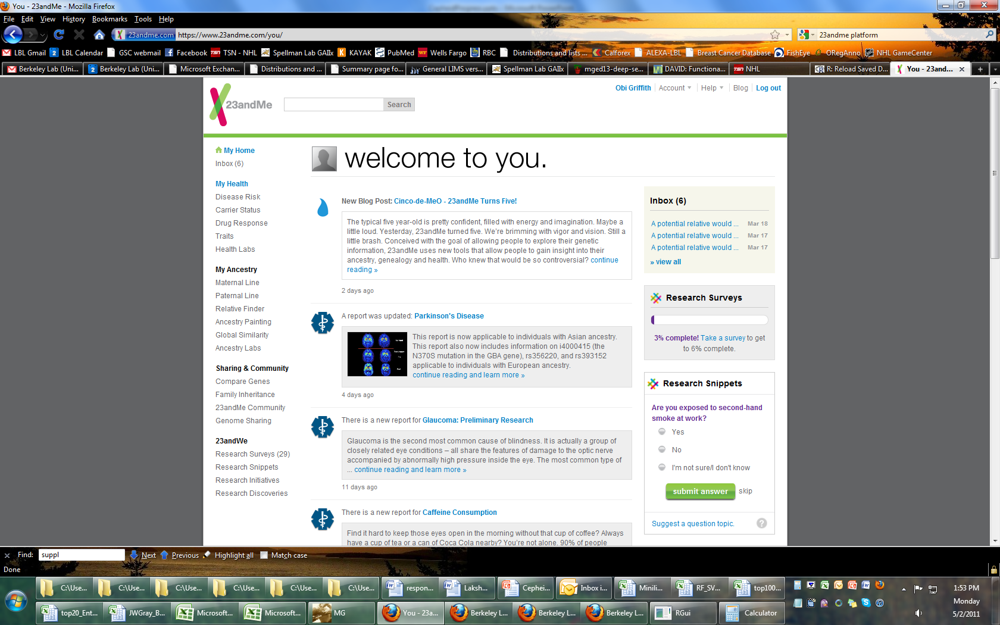 You - 23andMe - Mozilla Firefox
File Edit View History Bookmarks Tools Help
23andme.com https://www.23andme.com/you/
23andme platform
LBL Gmail LBL Calendar GSC webmail Facebook TSN - NHL Spellman Lab GAIIx KAYAK PubMed Wells Fargo RBC Distributions and lists ... Calforex ALEXA-LBL Breast Cancer Database FishEye ORegAnno NHL GameCenter
Berkeley Lab (Uni... Berkeley Lab (Uni... Microsoft Exchan... Distributions and ... Summary page fo... General LIMS vers... Spellman Lab GAIIx mged13-deep-se... DAVID: Functiona... NHL R: Reload Saved D... You - 23and...
Obi Griffith Account Help Blog Log out
23andMe Search
My Home
Inbox (6)
My Health
Disease Risk
Carrier Status
Drug Response
Traits
Health Labs
My Ancestry
Maternal Line
Paternal Line
Relative Finder
Ancestry Painting
Global Similarity
Ancestry Labs
Sharing & Community
Compare Genes
Family Inheritance
23andMe Community
Genome Sharing
23andWe
Research Surveys (29)
Research Snippets
Research Initiatives
Research Discoveries
welcome to you.
New Blog Post: Cinco-de-MeO - 23andMe Turns Five!
The typical five year-old is pretty confident, filled with energy and imagination. Maybe a
little loud. Yesterday, 23andMe turned five. We're brimming with vigor and vision. Still a
little brash. Conceived with the goal of allowing people to explore their genetic
information, 23andMe uses new tools that allow people to gain insight into their
ancestry, genealogy and health. Who knew that would be so controversial? continue
reading »
2 days ago
A report was updated: Parkinson's Disease
This report is now applicable to individuals with Asian ancestry.
This report also now includes information on i4000415 (the
N370S mutation in the GBA gene), rs356220, and rs393152
applicable to individuals with European ancestry.
continue reading and learn more »
4 days ago
There is a new report for Glaucoma: Preliminary Research
Glaucoma is the second most common cause of blindness. It is actually a group of
closely related eye conditions – all share the features of damage to the optic nerve
accompanied by abnormally high pressure inside the eye. The most common type of
... continue reading and learn more »
11 days ago
There is a new report for Caffeine Consumption
Find it hard to keep those eyes open in the morning without that cup of coffee? Always
have a cup of tea or a can of Coca Cola nearby? You're not alone. 90% of people
Inbox (6)
A potential relative would ... Mar 18
A potential relative would ... Mar 17
A potential relative would ... Mar 17
» view all
Research Surveys
3% complete! Take a survey to get
to 6% complete.
Research Snippets
Are you exposed to second-hand
smoke at work?
Yes
No
I'm not sure/I don't know
submit answer skip
Suggest a question topic. ?
Find: suppl Next Previous Highlight all Match case
Done
C:\Use... C:\Use... C:\Use... C:\Use... C:\Use... C:\Use... respon... Laksh... Cephei... Inbox i... Minili... RF_SV... top100...
top20_Ent... JWGray_B... Microsoft... Microsoft... MG You - 23a... Berkeley L... Berkeley L... Berkeley L... RGui Calculator
1:53 PM
Monday
5/2/2011